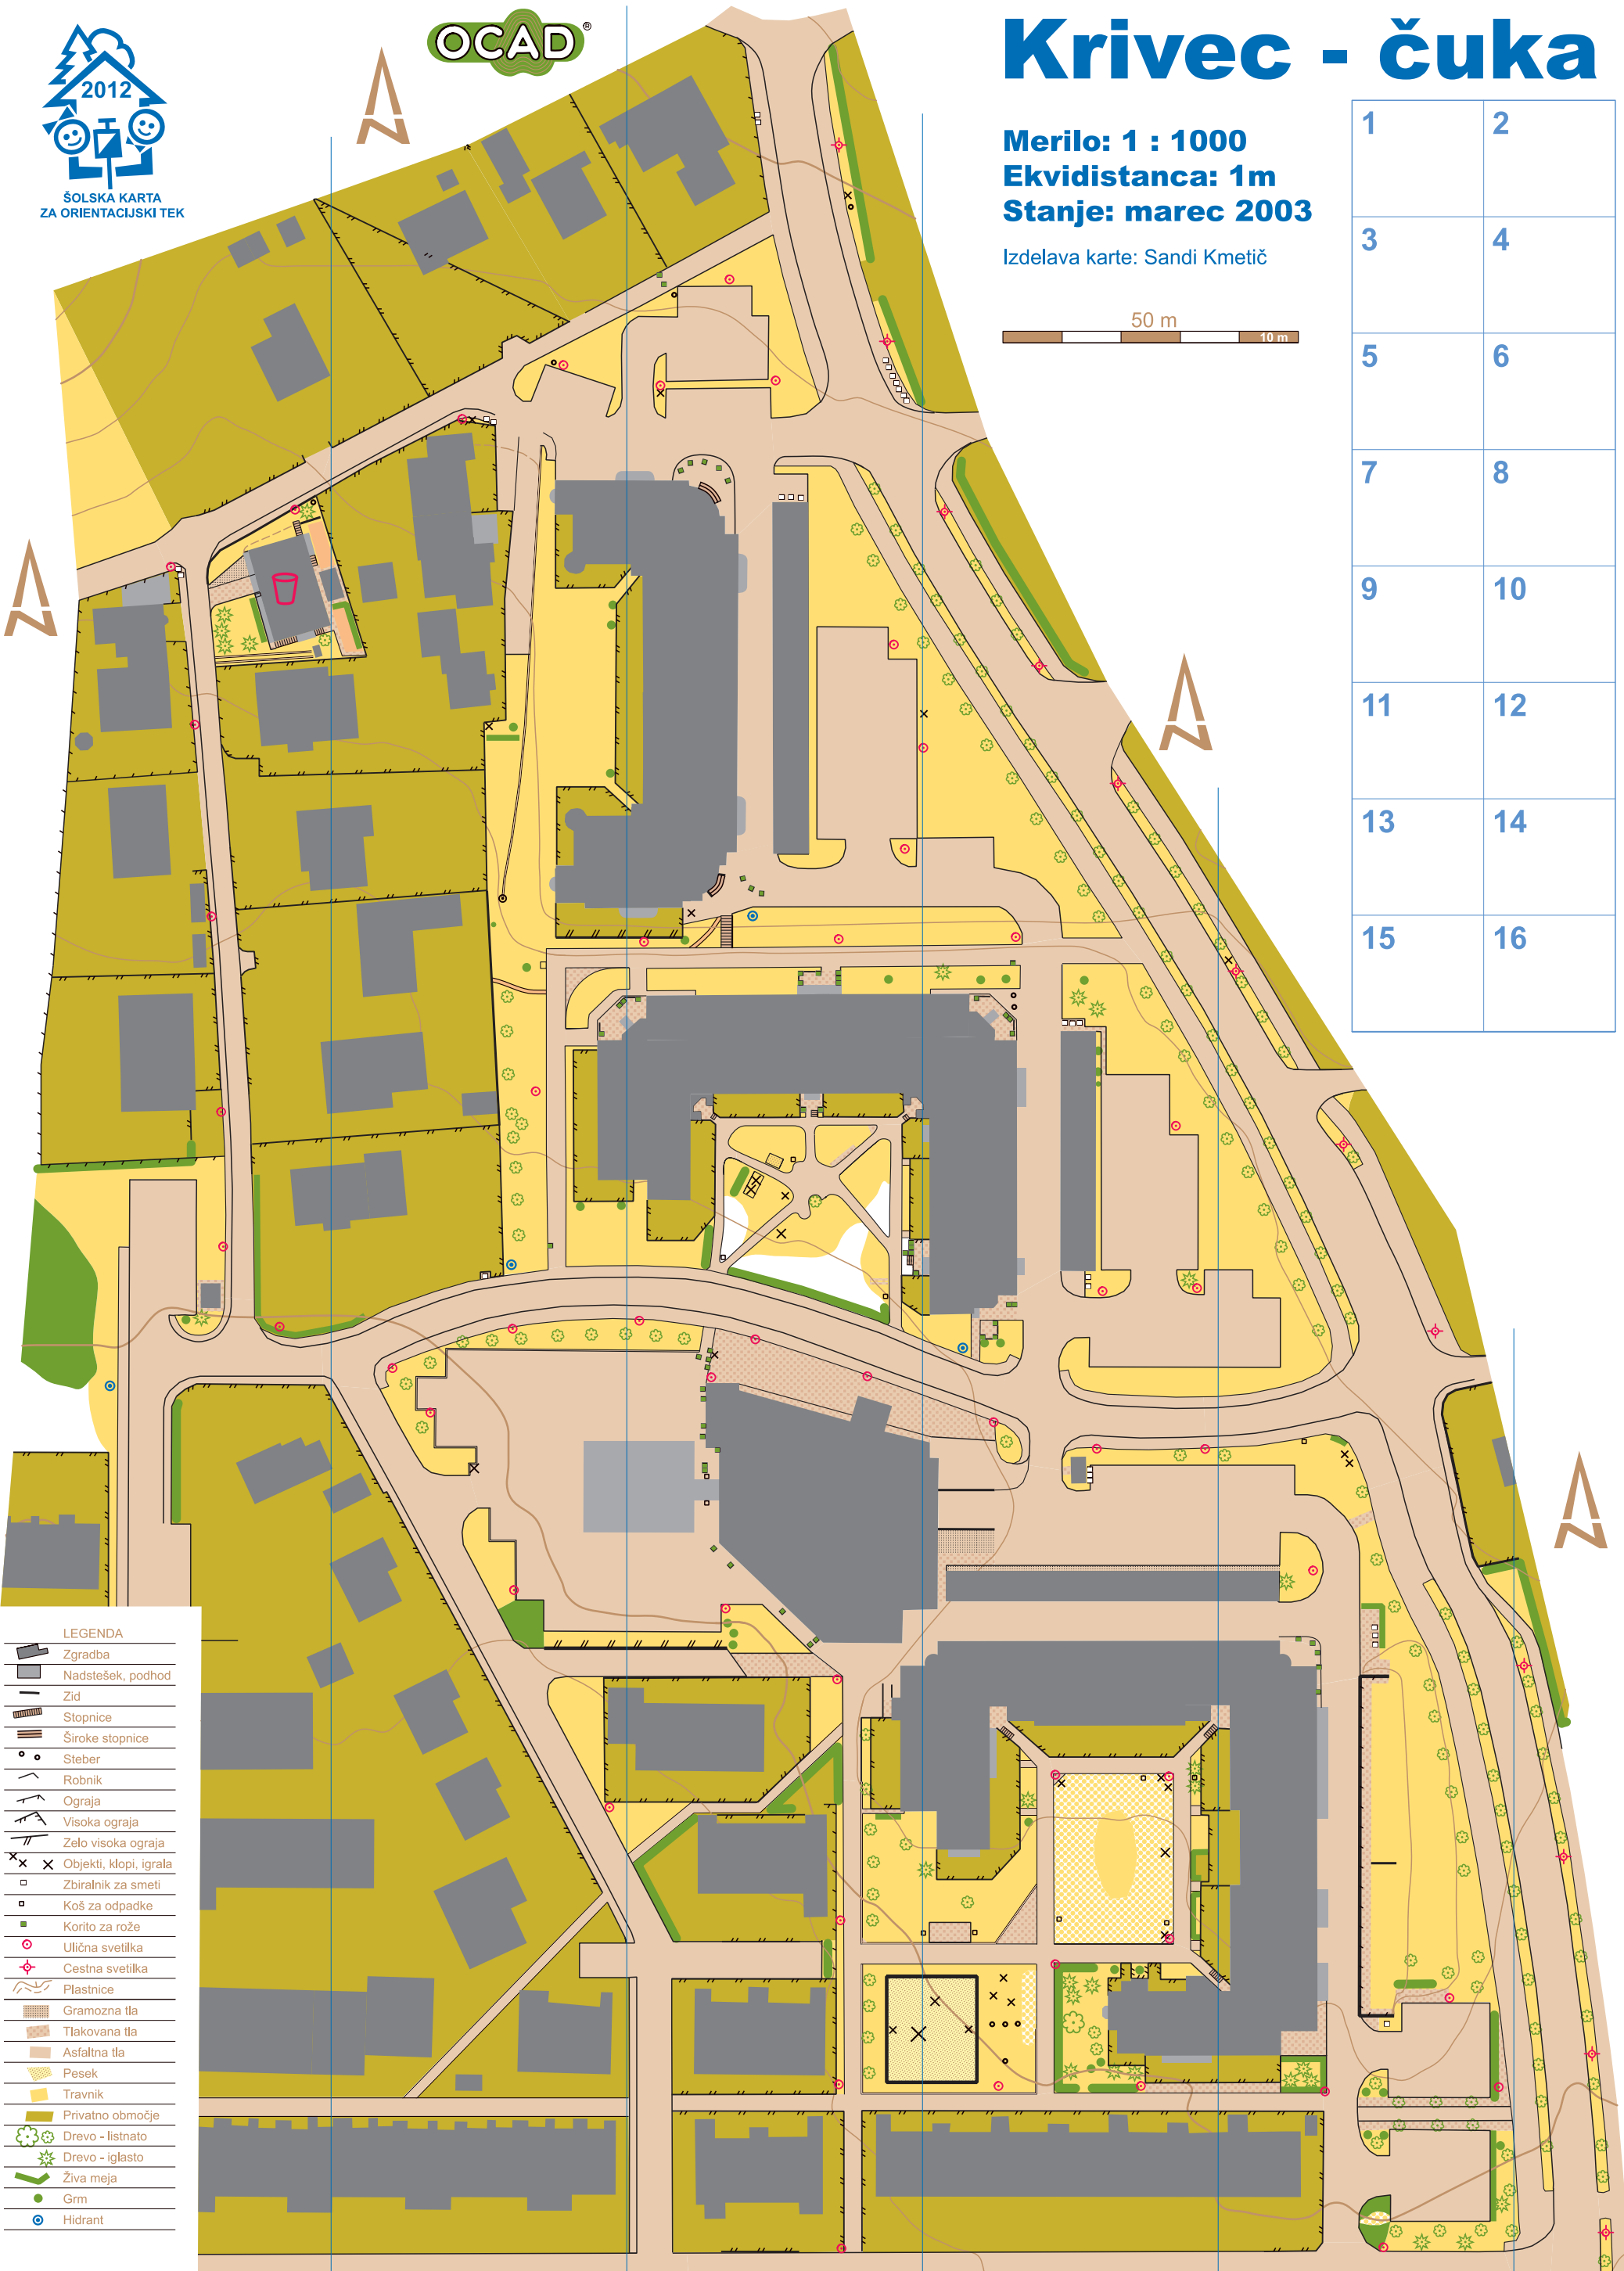 OCAD®
Krivec - čuka
2012
ŠOLSKA KARTA
ZA ORIENTACIJSKI TEK
Merilo: 1 : 1000
Ekvidistanca: 1m
Stanje: marec 2003
Izdelava karte: Sandi Kmetič
50 m
10 m
1 2
3 4
5 6
7 8
9 10
11 12
13 14
15 16
LEGENDA
Zgradba
Nadstešek, podhod
Zid
Stopnice
Široke stopnice
Steber
Robnik
Ograja
Visoka ograja
Zelo visoka ograja
Objekti, klopi, igrala
Zbiralnik za smeti
Koš za odpadke
Korito za rože
Ulična svetilka
Cestna svetilka
Plastnice
Gramozna tla
Tlakovana tla
Asfaltna tla
Pesek
Travnik
Privatno območje
Drevo - listnato
Drevo - iglasto
Živa meja
Grm
Hidrant